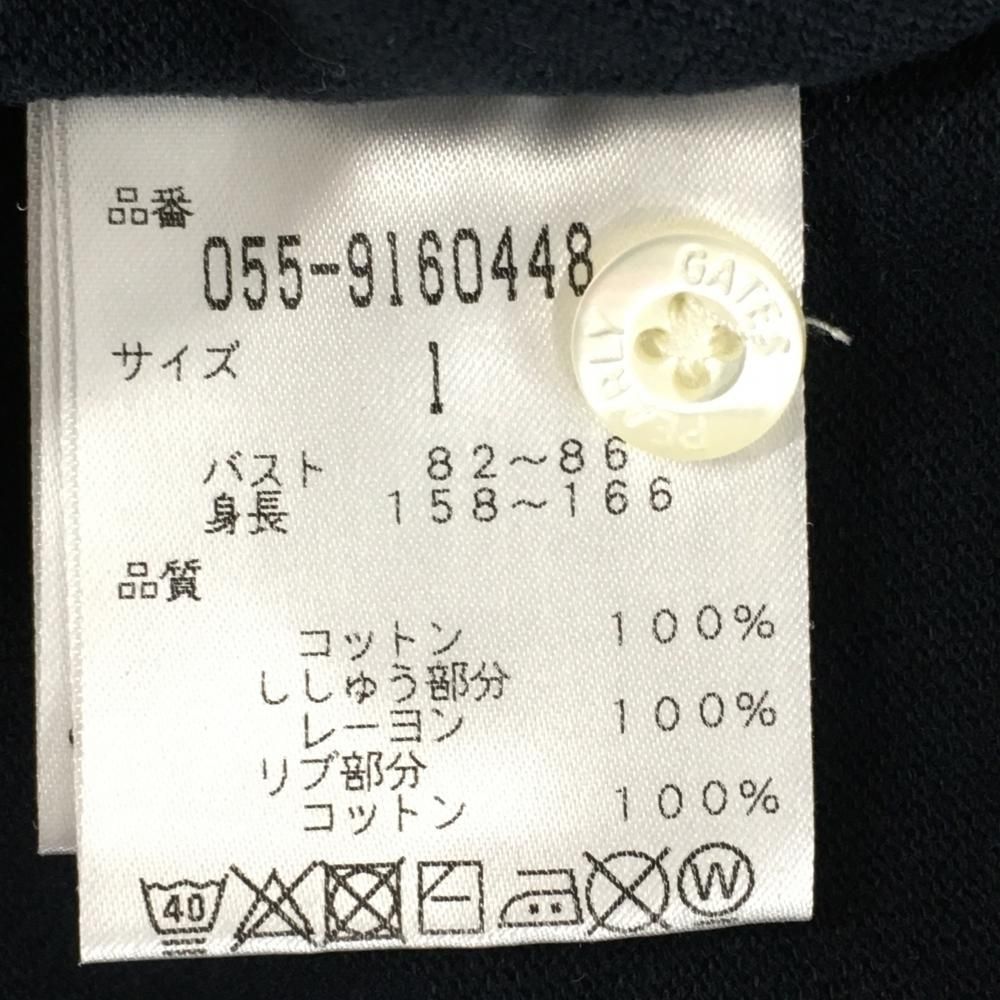 品番
055-9160448
サイズ 1
バスト 82～86
身長 158～166
品質
コットン 100%
ししゅう部分
レーヨン 100%
リブ部分
コットン 100%
40
W
PEARLY GATES